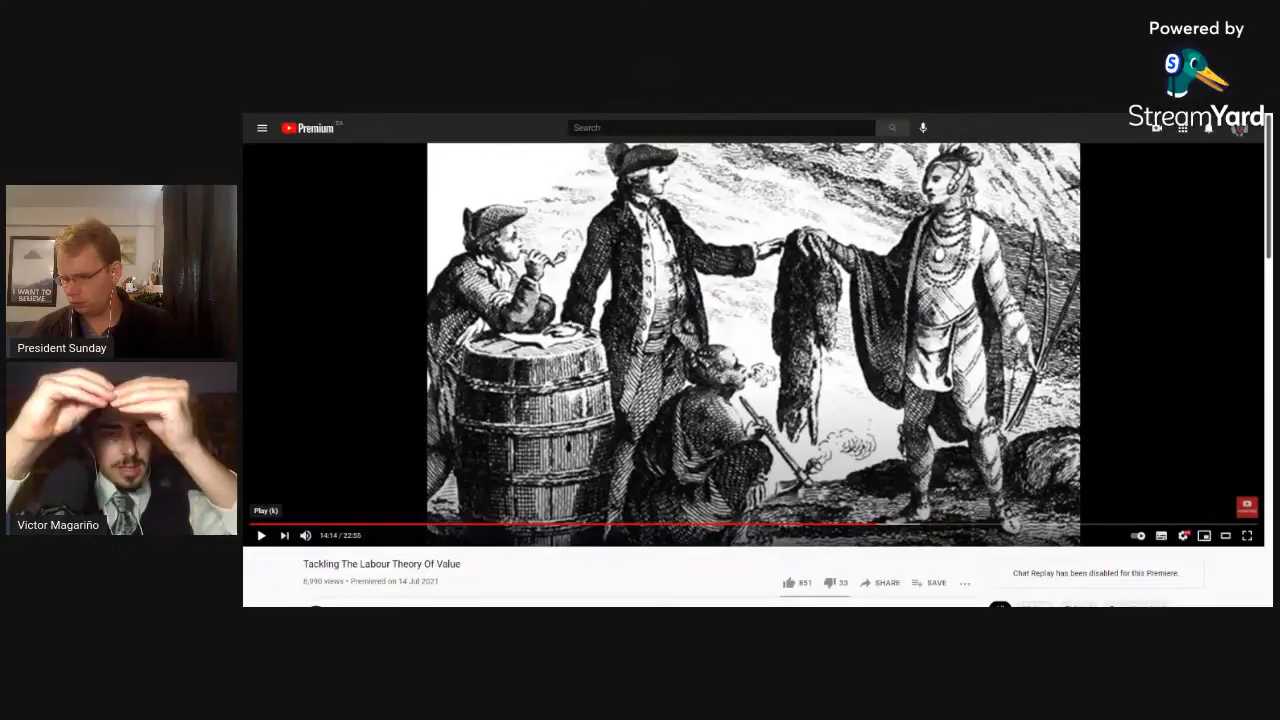 Powered by
StreamYard
Premium
CA
Search
I WANT TO
BELIEVE
President Sunday
Victor Magariño
Play (k)
14:14 / 22:55
Tackling The Labour Theory Of Value
6,990 views • Premiered on 14 Jul 2021
851
33
SHARE
SAVE
Chat Replay has been disabled for this Premiere.